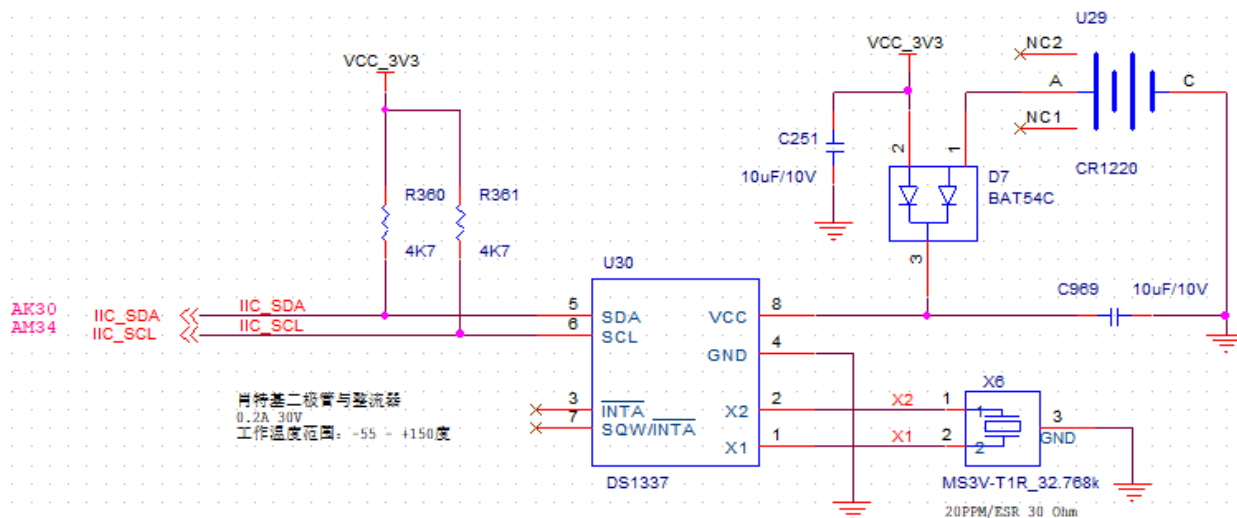 U29
VCC_3V3
NC2
VCC_3V3
A
C
NC1
C251
2
1
10uF/10V
D7
CR1220
BAT54C
R360
R361
4K7
4K7
3
U30
AK30
IIC_SDA
IIC_SDA
5
SDA
VCC
8
C969
10uF/10V
AM34
IIC_SCL
IIC_SCL
6
SCL
GND
4
X6
肖特基二极管与整流器
3
INTA
X2
2
X2
1
1
3
0.2A 30V
7
SQW/INTA
GND
工作温度范围: -55 - +150度
X1
1
X1
2
2
DS1337
MS3V-T1R_32.768k
20PPM/ESR 30 Ohm